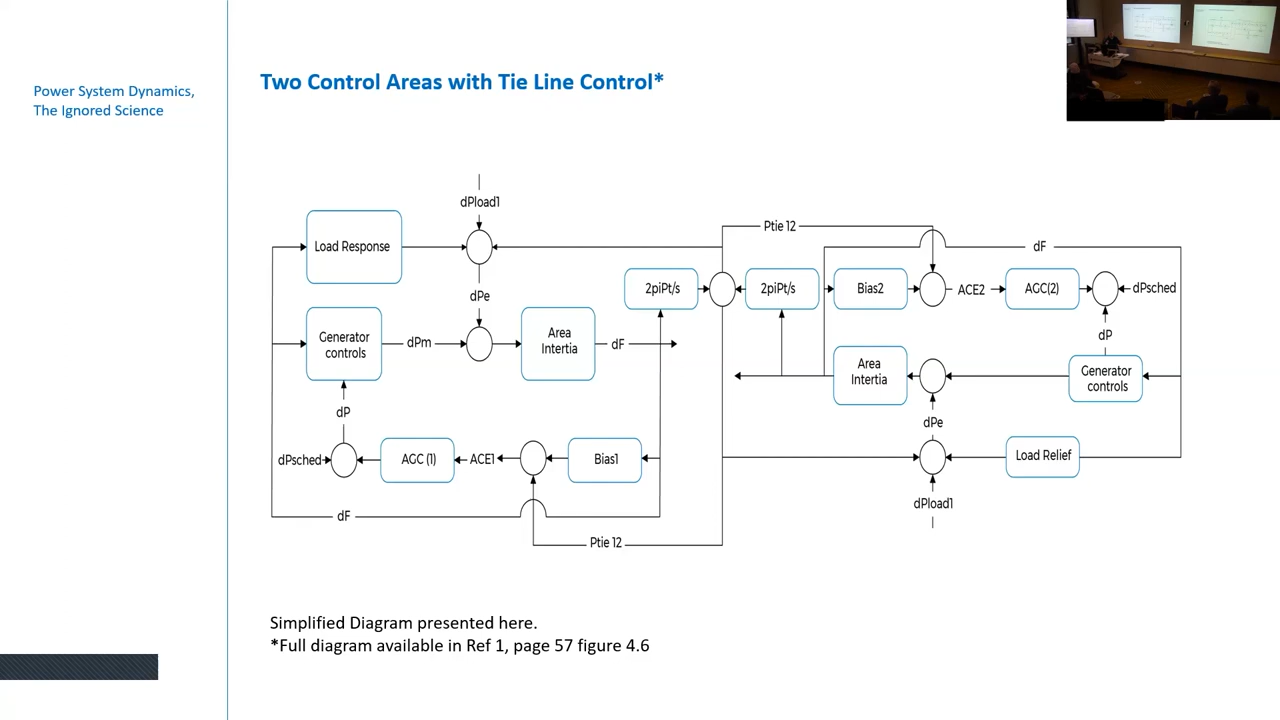 Power System Dynamics,
The Ignored Science
Two Control Areas with Tie Line Control*
dPload1
Load Response
dPe
Generator
controls
dPm
Area
Intertia
dF
dP
dPsched
AGC (1)
ACE1
Bias1
dF
Ptie 12
Ptie 12
dF
2piPt/s
2piPt/s
Bias2
ACE2
AGC(2)
dPsched
dP
Area
Intertia
Generator
controls
dPe
Load Relief
dPload1
Simplified Diagram presented here.
*Full diagram available in Ref 1, page 57 figure 4.6